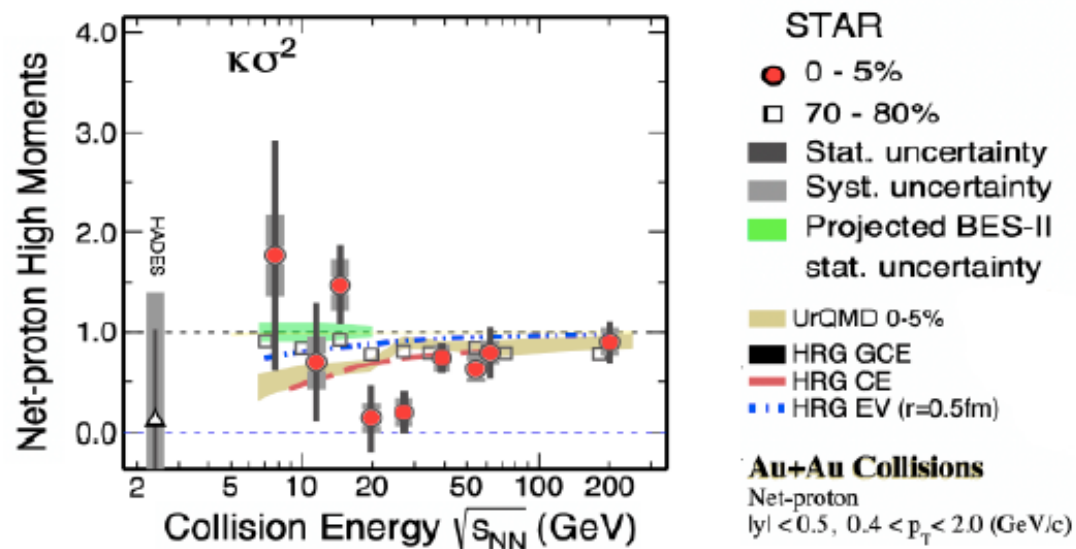 Net-proton High Moments
4.0
3.0
2.0
1.0
0.0
κσ²
HADES
2 5 10 20 50 100 200
Collision Energy √sNN (GeV)
STAR
0 - 5%
70 - 80%
Stat. uncertainty
Syst. uncertainty
Projected BES-II
stat. uncertainty
UrQMD 0-5%
HRG GCE
HRG CE
HRG EV (r=0.5fm)
Au+Au Collisions
Net-proton
|y| < 0.5, 0.4 < pT < 2.0 (GeV/c)